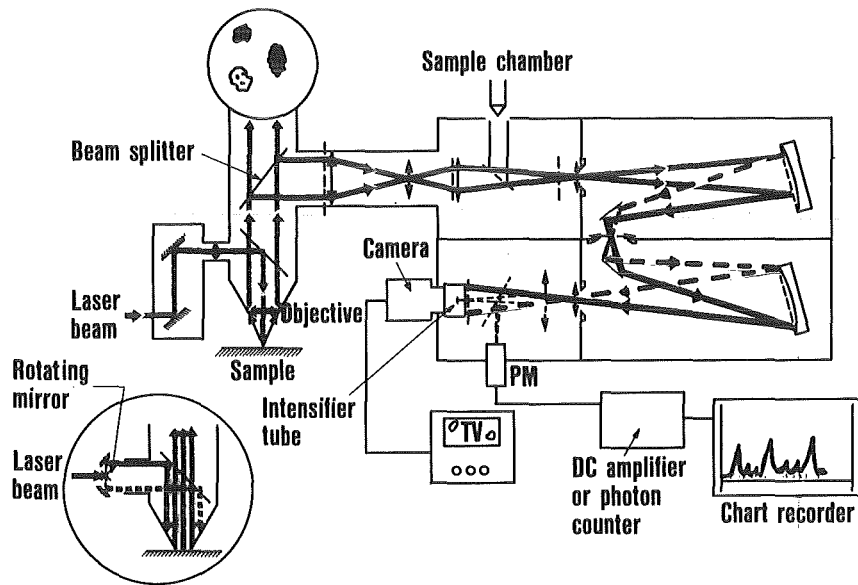 Sample chamber
Beam splitter
Camera
Laser
beam
Objective
Sample
Rotating
mirror
Intensifier
tube
PM
TV
Laser
beam
DC amplifier
or photon
counter
Chart recorder